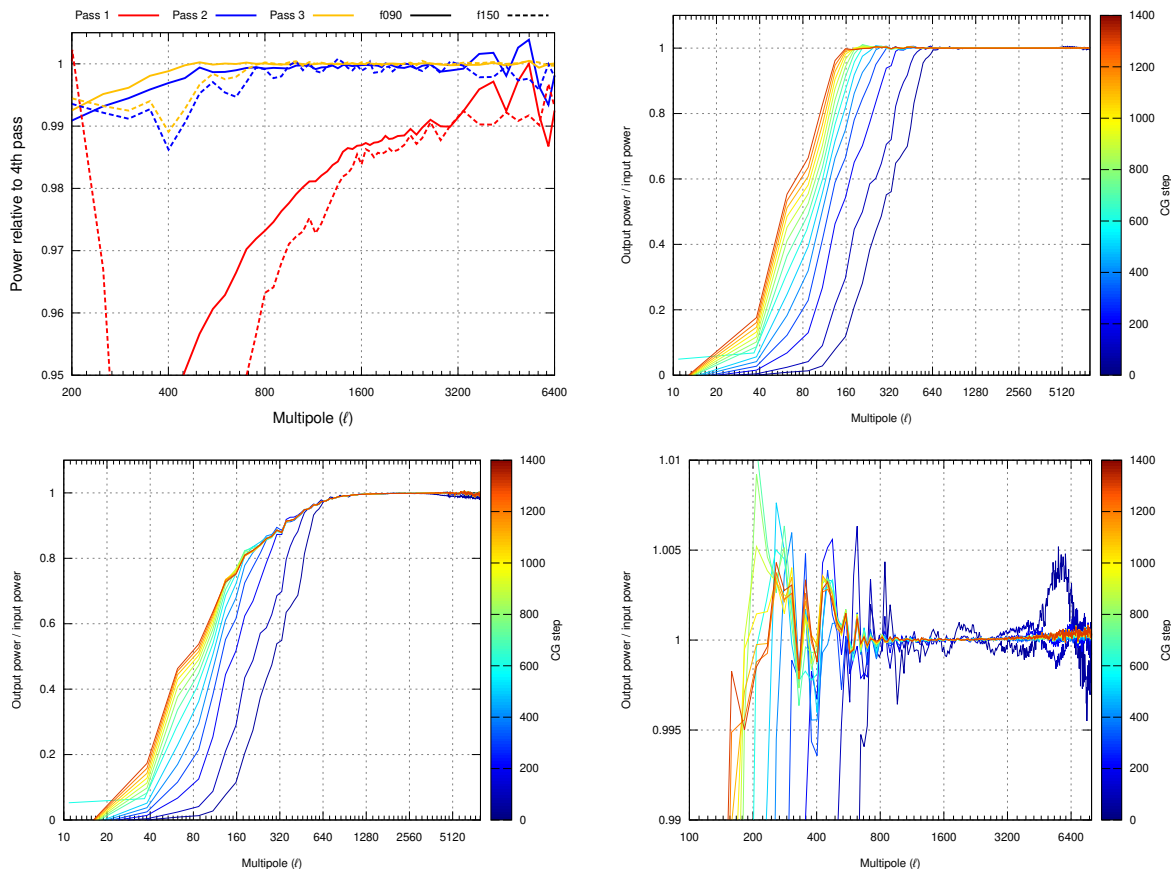 Pass 1 Pass 2 Pass 3 f090 f150
Power relative to 4th pass
1
0.99
0.98
0.97
0.96
0.95
200 400 800 1600 3200 6400
Multipole (ℓ)
Output power / input power
1
0.8
0.6
0.4
0.2
0
10 20 40 80 160 320 640 1280 2560 5120
Multipole (ℓ)
1400
1200
1000
800
600
400
200
0
CG step
Output power / input power
1
0.8
0.6
0.4
0.2
0
10 20 40 80 160 320 640 1280 2560 5120
Multipole (ℓ)
1400
1200
1000
800
600
400
200
0
CG step
Output power / input power
1.01
1.005
1
0.995
0.99
100 200 400 800 1600 3200 6400
Multipole (ℓ)
1400
1200
1000
800
600
400
200
0
CG step